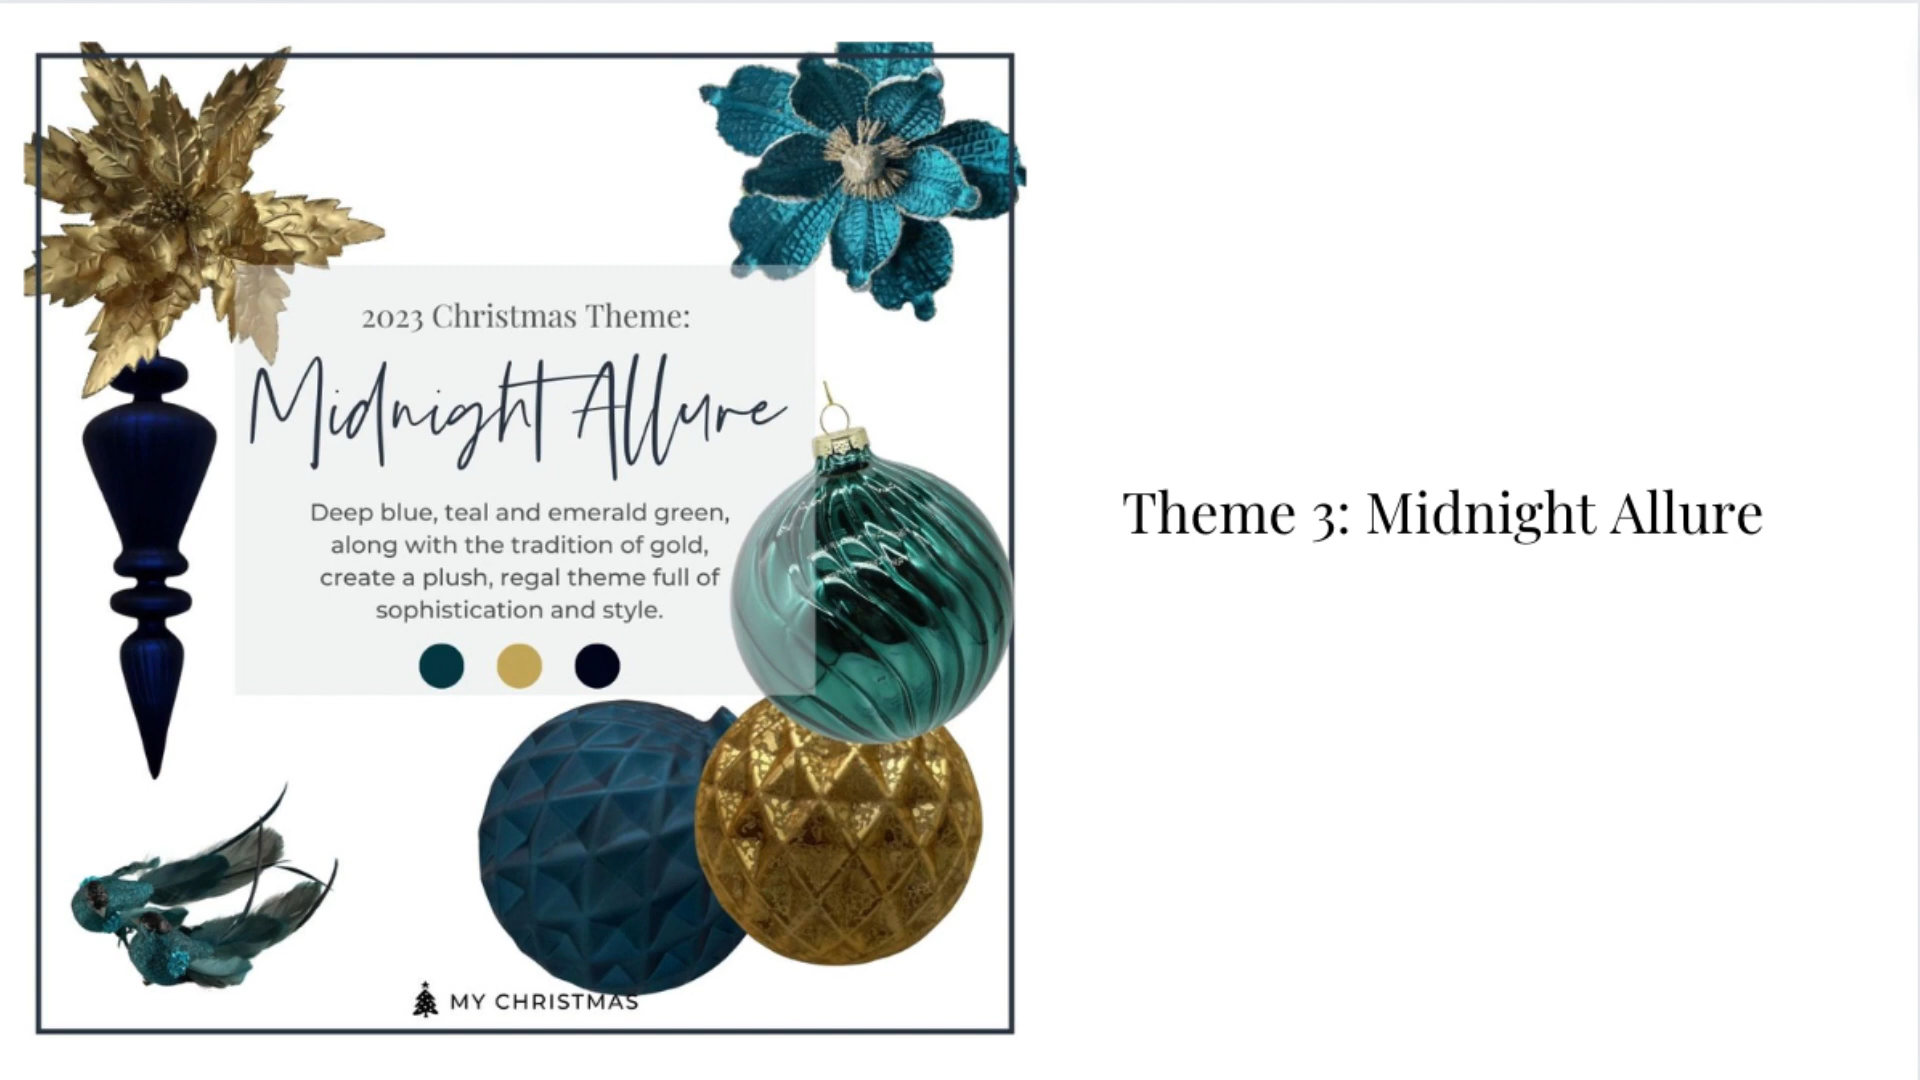 2023 Christmas Theme:
Midnight Allure
Deep blue, teal and emerald green,
along with the tradition of gold,
create a plush, regal theme full of
sophistication and style.
MY CHRISTMAS
Theme 3: Midnight Allure